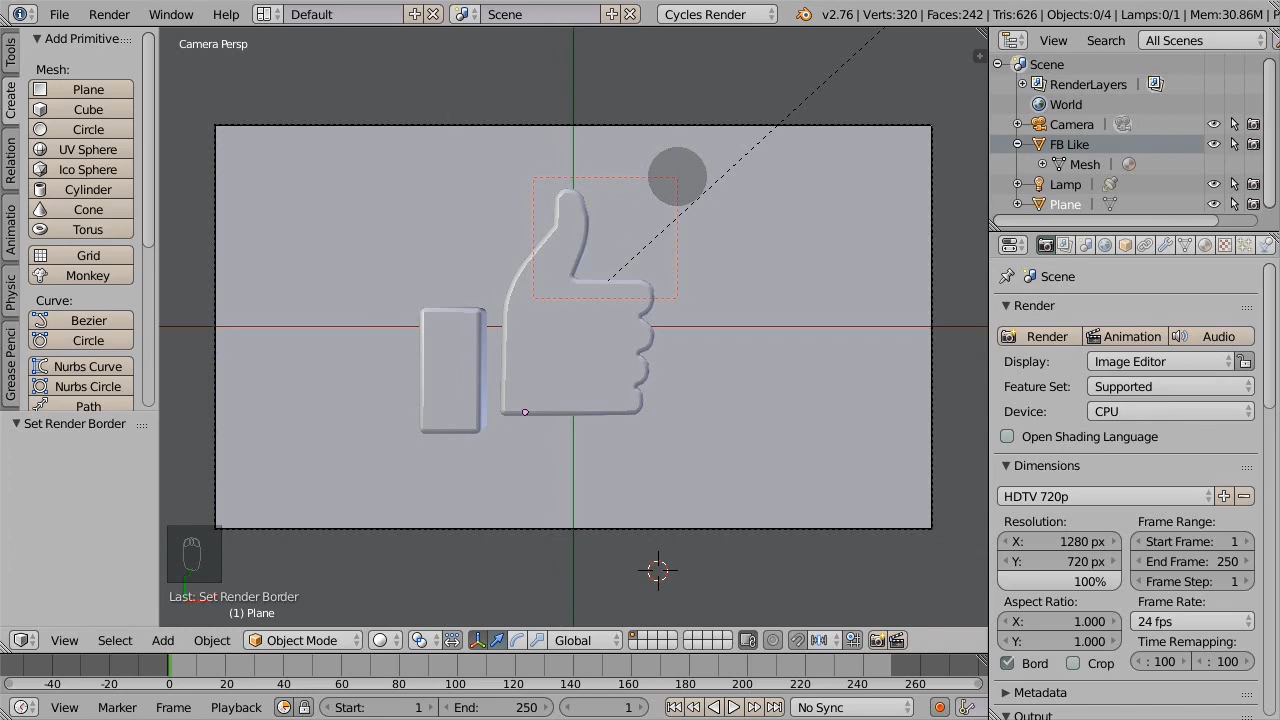 File Render Window Help Default Scene Cycles Render v2.76 | Verts:320 | Faces:242 | Tris:626 | Objects:0/4 | Lamps:0/1 | Mem:30.86M |
Tools
Create
Relation
Animatio
Physic
Grease Penci
Add Primitive
Mesh:
Plane
Cube
Circle
UV Sphere
Ico Sphere
Cylinder
Cone
Torus
Grid
Monkey
Curve:
Bezier
Circle
Nurbs Curve
Nurbs Circle
Path
Set Render Border
Camera Persp
Last: Set Render Border
(1) Plane
View Select Add Object Object Mode Global
-40 -20 0 20 40 60 80 100 120 140 160 180 200 220 240 260
View Marker Frame Playback Start: 1 End: 250 1 No Sync
View Search All Scenes
Scene
RenderLayers |
World
Camera |
FB Like
Mesh |
Lamp |
Plane |
Scene
Render
Render Animation Audio
Display: Image Editor
Feature Set: Supported
Device: CPU
Open Shading Language
Dimensions
HDTV 720p
Resolution: Frame Range:
X: 1280 px Start Frame: 1
Y: 720 px End Frame: 250
100% Frame Step: 1
Aspect Ratio: Frame Rate:
X: 1.000 24 fps
Y: 1.000 Time Remapping:
Bord Crop : 100 : 100
Metadata
Output